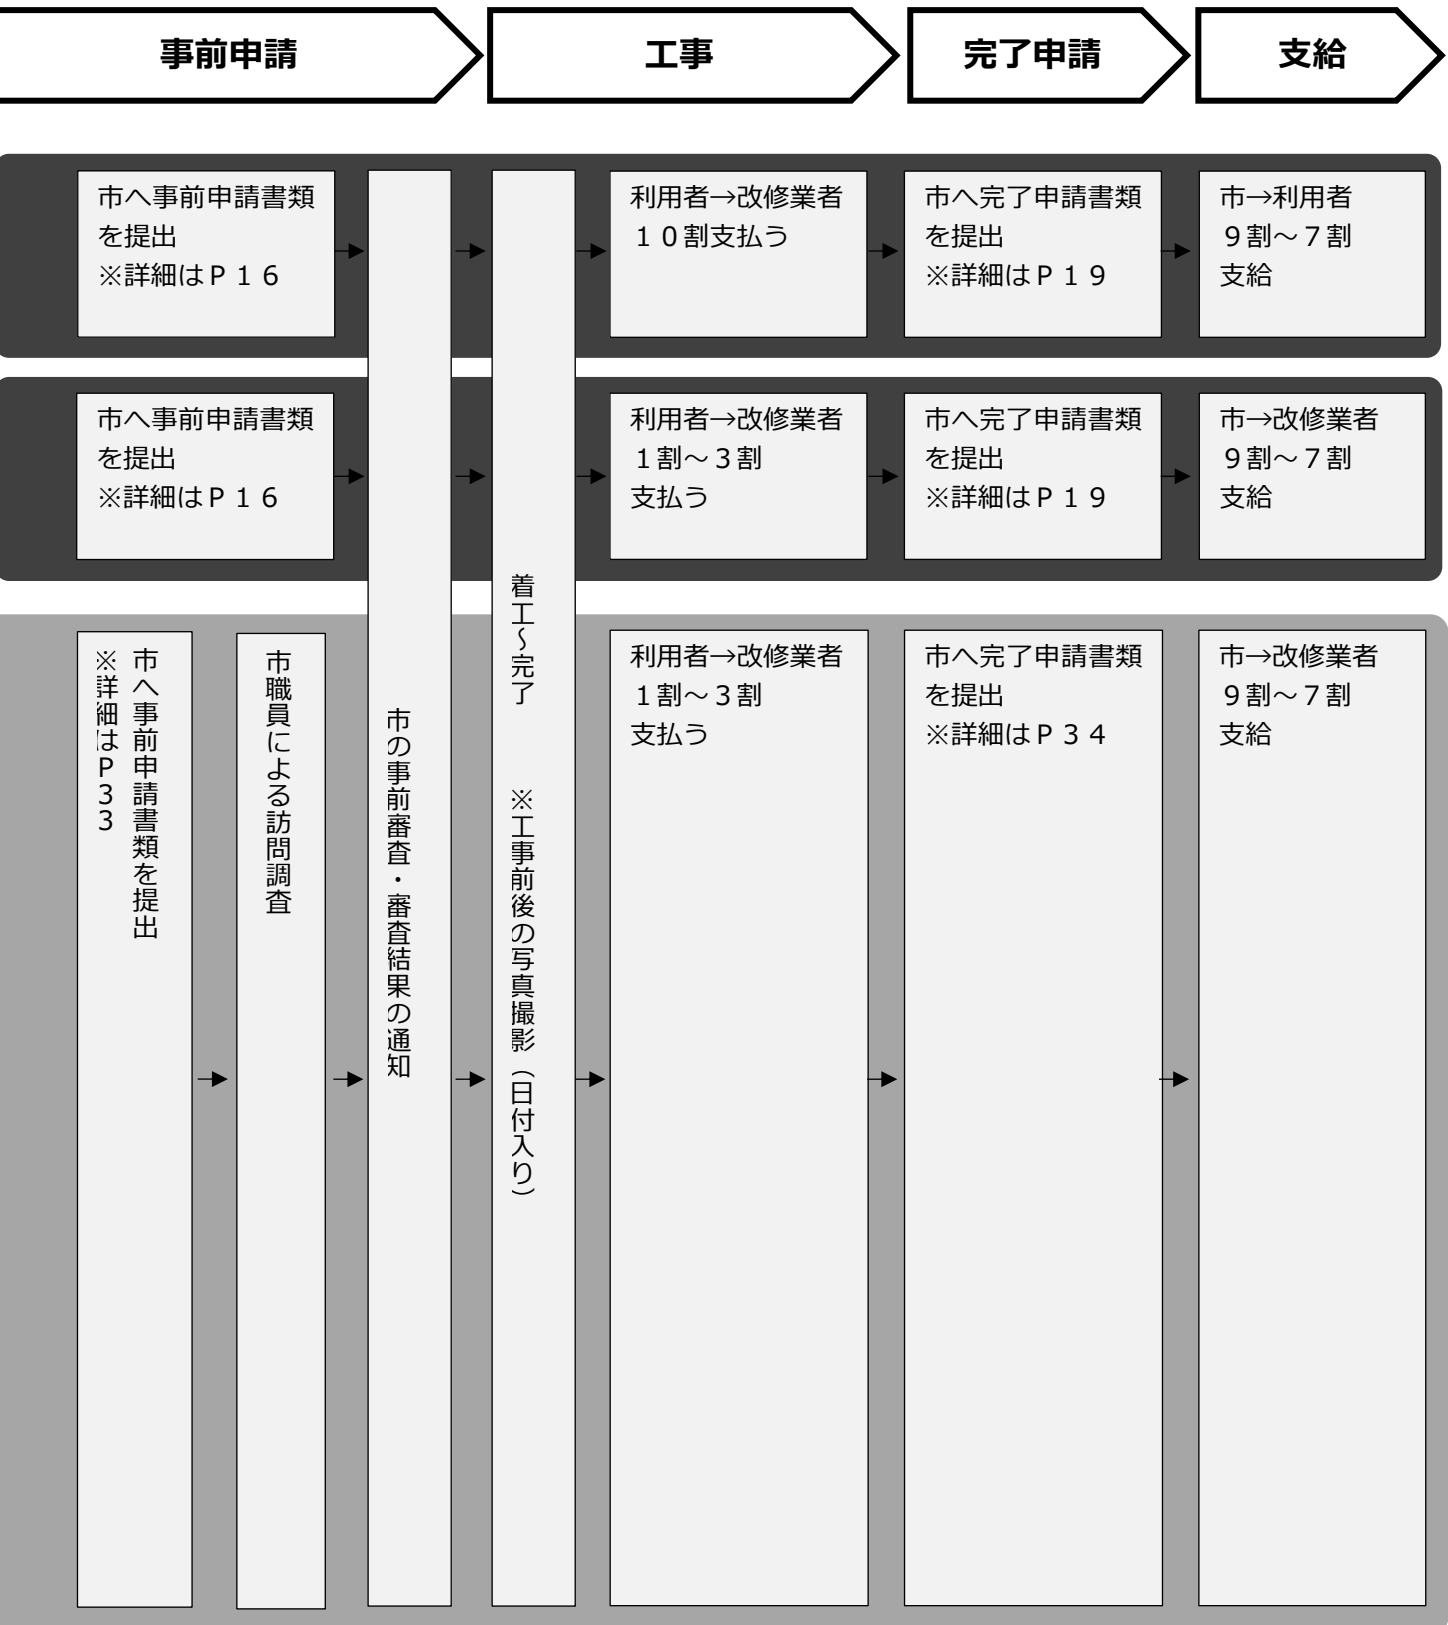 事前申請
工事
完了申請
支給
市へ事前申請書類
を提出
※詳細はＰ１６
利用者→改修業者
１０割支払う
市へ完了申請書類
を提出
※詳細はＰ１９
市→利用者
９割～７割
支給
市へ事前申請書類
を提出
※詳細はＰ１６
利用者→改修業者
１割～３割
支払う
市へ完了申請書類
を提出
※詳細はＰ１９
市→改修業者
９割～７割
支給
市へ事前申請書類を提出
※詳細はＰ３３
市職員による訪問調査
市の事前審査・審査結果の通知
着工～完了　　※工事前後の写真撮影（日付入り）
利用者→改修業者
１割～３割
支払う
市へ完了申請書類
を提出
※詳細はＰ３４
市→改修業者
９割～７割
支給